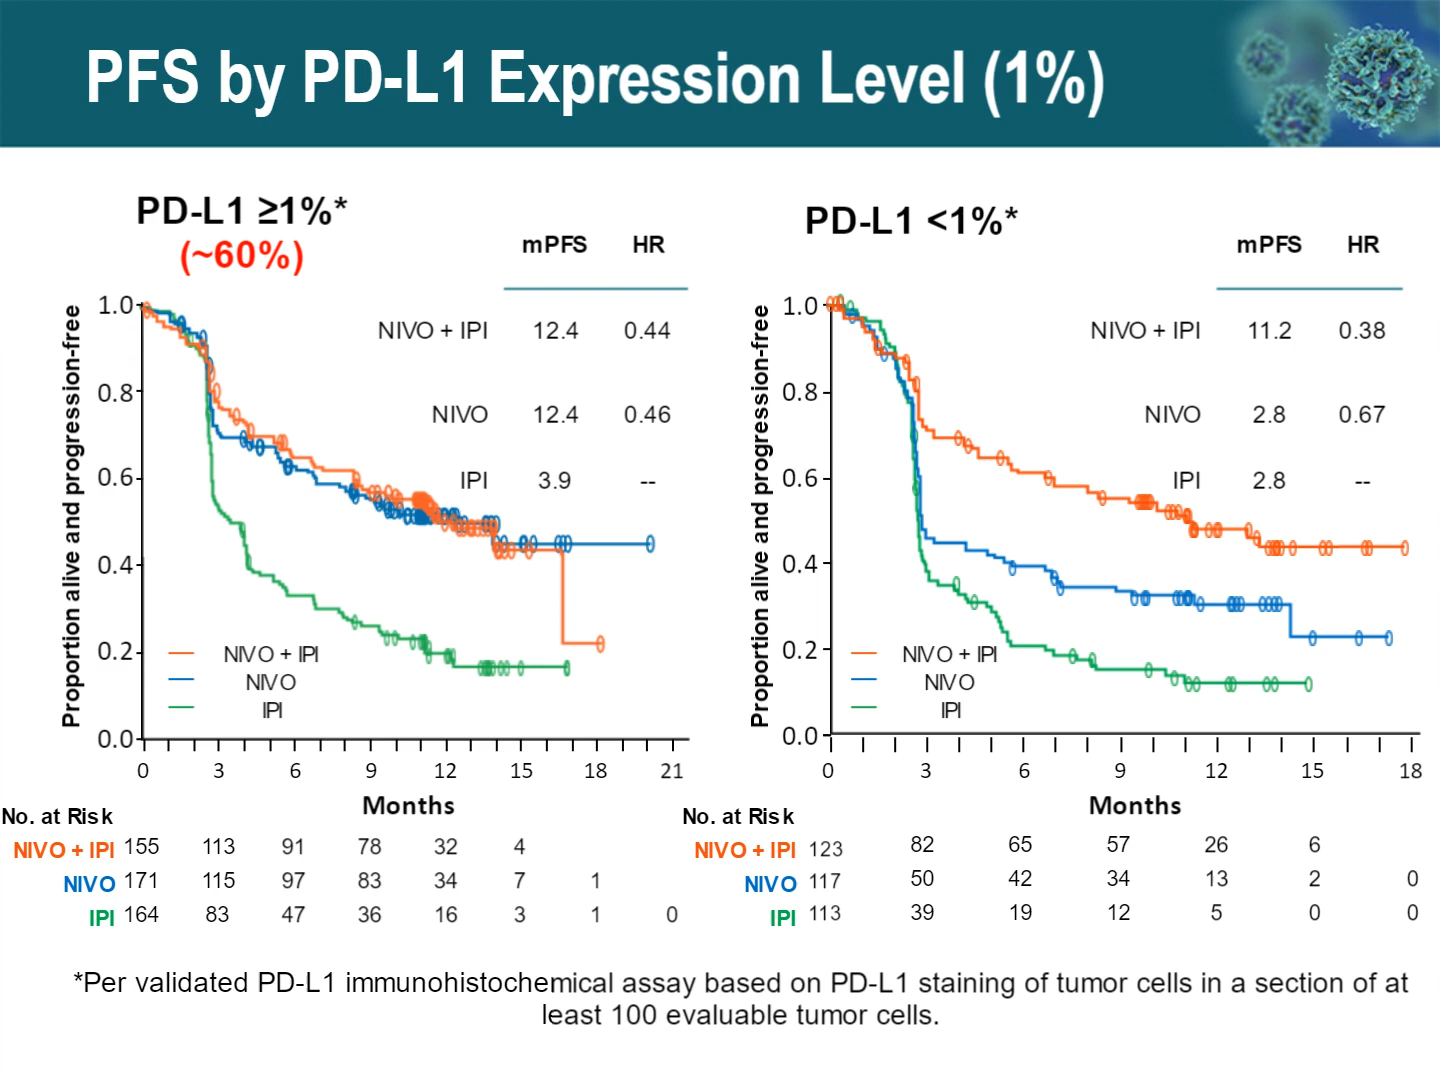 PFS by PD-L1 Expression Level (1%)
PD-L1 ≥1%*
(~60%)
mPFS HR
NIVO + IPI 12.4 0.44
NIVO 12.4 0.46
IPI 3.9 --
Proportion alive and progression-free
1.0
0.8
0.6
0.4
0.2
0.0
NIVO + IPI
NIVO
IPI
0 3 6 9 12 15 18 21
Months
No. at Risk
NIVO + IPI 155 113 91 78 32 4
NIVO 171 115 97 83 34 7 1
IPI 164 83 47 36 16 3 1 0
PD-L1 <1%*
mPFS HR
NIVO + IPI 11.2 0.38
NIVO 2.8 0.67
IPI 2.8 --
Proportion alive and progression-free
1.0
0.8
0.6
0.4
0.2
0.0
NIVO + IPI
NIVO
IPI
0 3 6 9 12 15 18
Months
No. at Risk
NIVO + IPI 123 82 65 57 26 6
NIVO 117 50 42 34 13 2 0
IPI 113 39 19 12 5 0 0
*Per validated PD-L1 immunohistochemical assay based on PD-L1 staining of tumor cells in a section of at
least 100 evaluable tumor cells.